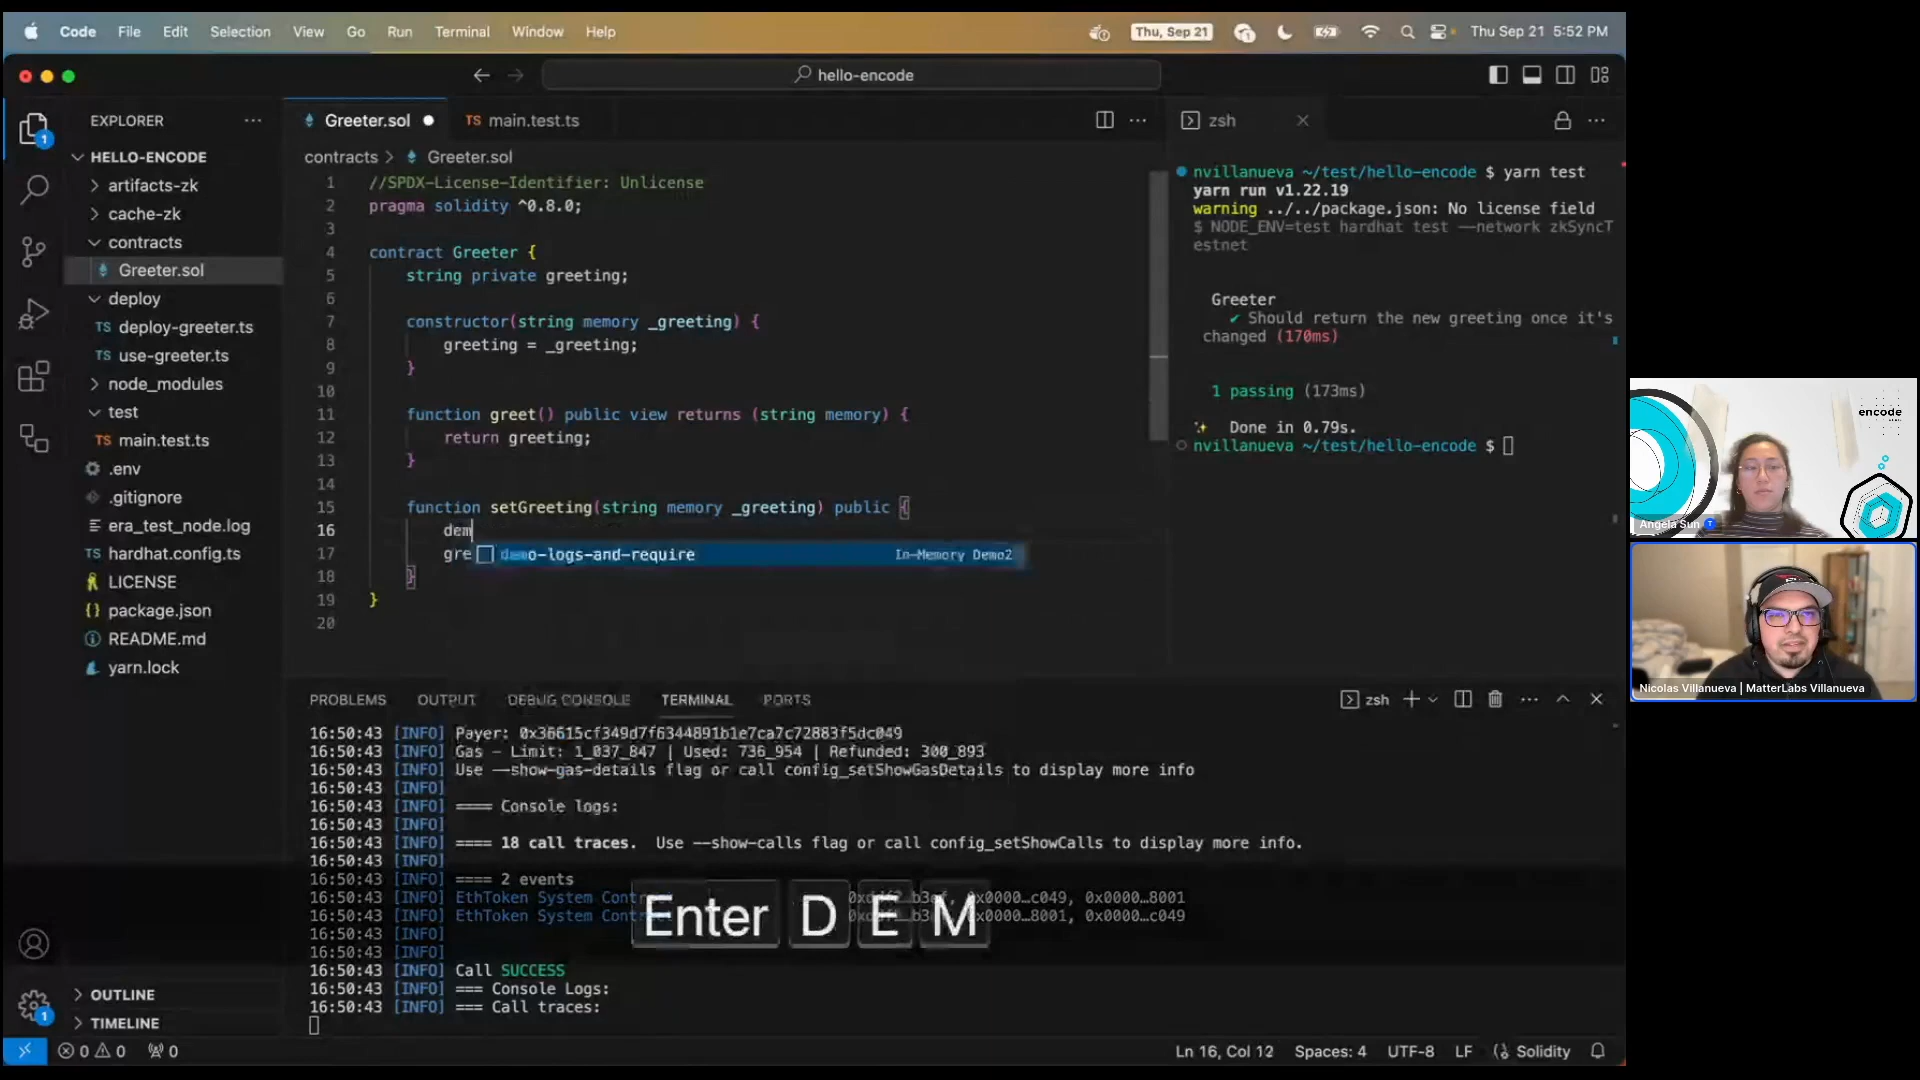 Code File Edit Selection View Go Run Terminal Window Help
Thu, Sep 21
Thu Sep 21 5:52 PM
hello-encode
EXPLORER
HELLO-ENCODE
artifacts-zk
cache-zk
contracts
Greeter.sol
deploy
TS deploy-greeter.ts
TS use-greeter.ts
node_modules
test
TS main.test.ts
.env
.gitignore
era_test_node.log
TS hardhat.config.ts
LICENSE
{} package.json
README.md
yarn.lock
OUTLINE
TIMELINE
Greeter.sol
TS main.test.ts
contracts > Greeter.sol
1 //SPDX-License-Identifier: Unlicense
2 pragma solidity ^0.8.0;
3
4 contract Greeter {
5 string private greeting;
6
7 constructor(string memory _greeting) {
8 greeting = _greeting;
9 }
10
11 function greet() public view returns (string memory) {
12 return greeting;
13 }
14
15 function setGreeting(string memory _greeting) public {
16 dem
17 gre
demo-logs-and-require In-Memory Demo2
18 }
19 }
20
zsh
nvillanueva ~/test/hello-encode $ yarn test
yarn run v1.22.19
warning ../../package.json: No license field
$ NODE_ENV=test hardhat test --network zkSyncT
estnet
Greeter
✔ Should return the new greeting once it's
changed (170ms)
1 passing (173ms)
✨ Done in 0.79s.
nvillanueva ~/test/hello-encode $
PROBLEMS OUTPUT DEBUG CONSOLE TERMINAL PORTS
zsh
16:50:43 [INFO] Payer: 0x36615cf349d7f6344891b1e7ca7c72883f5dc049
16:50:43 [INFO] Gas - Limit: 1_037_847 | Used: 736_954 | Refunded: 300_893
16:50:43 [INFO] Use --show-gas-details flag or call config_setShowGasDetails to display more info
16:50:43 [INFO]
16:50:43 [INFO] ==== Console logs:
16:50:43 [INFO]
16:50:43 [INFO] ==== 18 call traces. Use --show-calls flag or call config_setShowCalls to display more info.
16:50:43 [INFO]
16:50:43 [INFO] ==== 2 events
16:50:43 [INFO] EthToken System Contr 0x0000…c049, 0x0000…8001
16:50:43 [INFO] EthToken System Contr 0x0000…8001, 0x0000…c049
16:50:43 [INFO]
16:50:43 [INFO]
16:50:43 [INFO] Call SUCCESS
16:50:43 [INFO] === Console Logs:
16:50:43 [INFO] === Call traces:
Enter D E M
0 0 0
Ln 16, Col 12 Spaces: 4 UTF-8 LF Solidity
encode
Angela Sun
Nicolas Villanueva | MatterLabs Villanueva